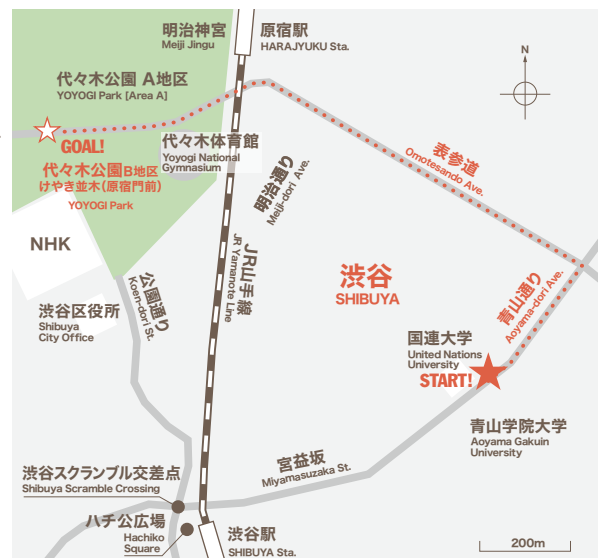 明治神宮
Meiji Jingu
原宿駅
HARAJYUKU Sta.
N
代々木公園 A地区
YOYOGI Park [Area A]
GOAL!
代々木体育館
Yoyogi National
Gymnasium
代々木公園B地区
けやき並木(原宿門前)
YOYOGI Park
明治通り
Meiji-dori Ave.
表参道
Omotesando Ave.
NHK
公園通り
Koen-dori St.
JR山手線
JR Yamanote Line
渋谷
SHIBUYA
青山通り
Aoyama-dori Ave.
渋谷区役所
Shibuya
City Office
国連大学
United Nations
University
START!
青山学院大学
Aoyama Gakuin
University
宮益坂
Miyamasuzaka St.
渋谷スクランブル交差点
Shibuya Scramble Crossing
ハチ公広場
Hachiko
Square
渋谷駅
SHIBUYA Sta.
200m